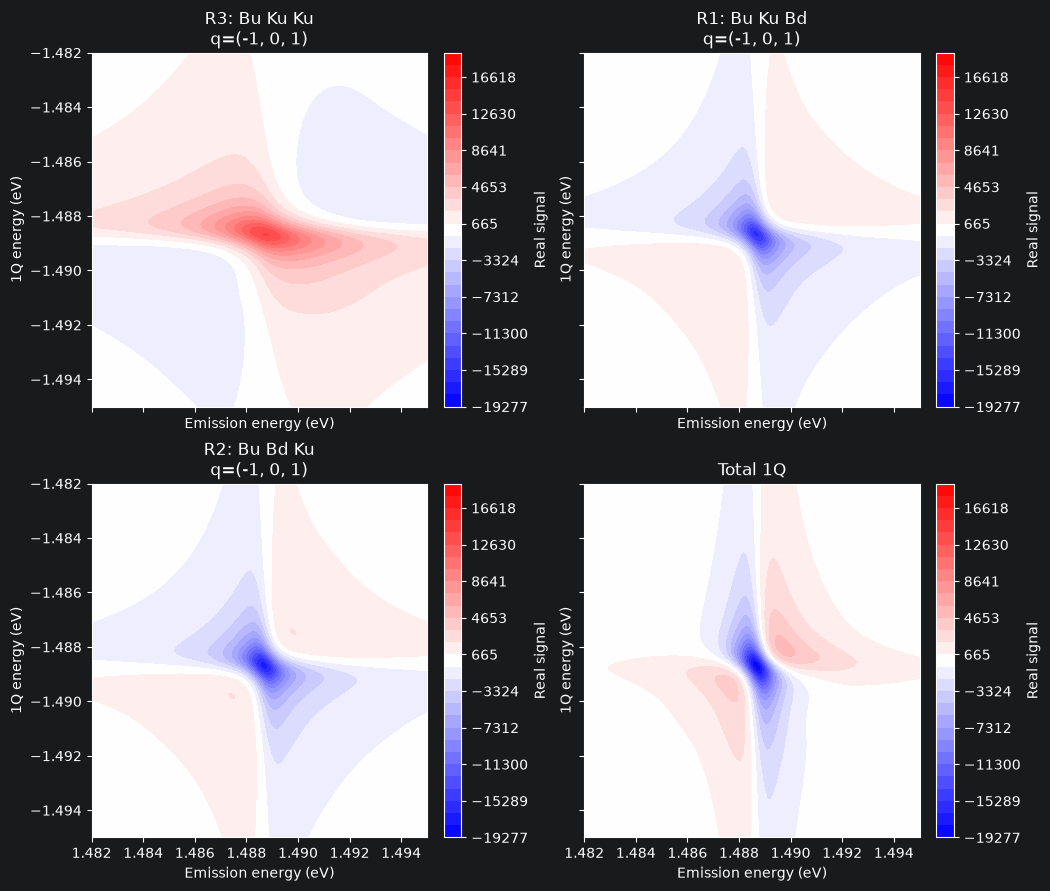 R3: Bu Ku Ku
q=(-1, 0, 1)
−1.482
−1.484
−1.486
−1.488
−1.490
−1.492
−1.494
1Q energy (eV)
Emission energy (eV)
16618
12630
8641
4653
665
−3324
−7312
−11300
−15289
−19277
Real signal
R1: Bu Ku Bd
q=(-1, 0, 1)
1Q energy (eV)
Emission energy (eV)
16618
12630
8641
4653
665
−3324
−7312
−11300
−15289
−19277
Real signal
R2: Bu Bd Ku
q=(-1, 0, 1)
−1.482
−1.484
−1.486
−1.488
−1.490
−1.492
−1.494
1Q energy (eV)
1.482 1.484 1.486 1.488 1.490 1.492 1.494
Emission energy (eV)
16618
12630
8641
4653
665
−3324
−7312
−11300
−15289
−19277
Real signal
Total 1Q
1Q energy (eV)
1.482 1.484 1.486 1.488 1.490 1.492 1.494
Emission energy (eV)
16618
12630
8641
4653
665
−3324
−7312
−11300
−15289
−19277
Real signal